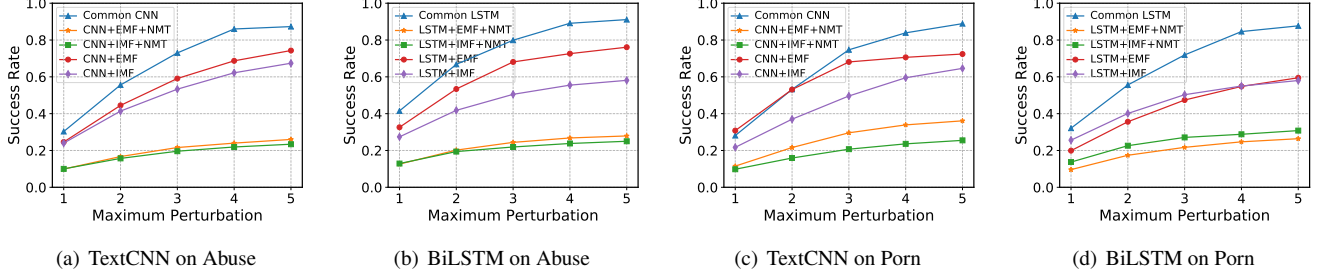 Success Rate
1.0
0.8
0.6
0.4
0.2
0.0
Common CNN
CNN+EMF+NMT
CNN+IMF+NMT
CNN+EMF
CNN+IMF
1 2 3 4 5
Maximum Perturbation
(a) TextCNN on Abuse
Success Rate
1.0
0.8
0.6
0.4
0.2
0.0
Common LSTM
LSTM+EMF+NMT
LSTM+IMF+NMT
LSTM+EMF
LSTM+IMF
1 2 3 4 5
Maximum Perturbation
(b) BiLSTM on Abuse
Success Rate
1.0
0.8
0.6
0.4
0.2
0.0
Common CNN
CNN+EMF+NMT
CNN+IMF+NMT
CNN+EMF
CNN+IMF
1 2 3 4 5
Maximum Perturbation
(c) TextCNN on Porn
Success Rate
1.0
0.8
0.6
0.4
0.2
0.0
Common LSTM
LSTM+EMF+NMT
LSTM+IMF+NMT
LSTM+EMF
LSTM+IMF
1 2 3 4 5
Maximum Perturbation
(d) BiLSTM on Porn